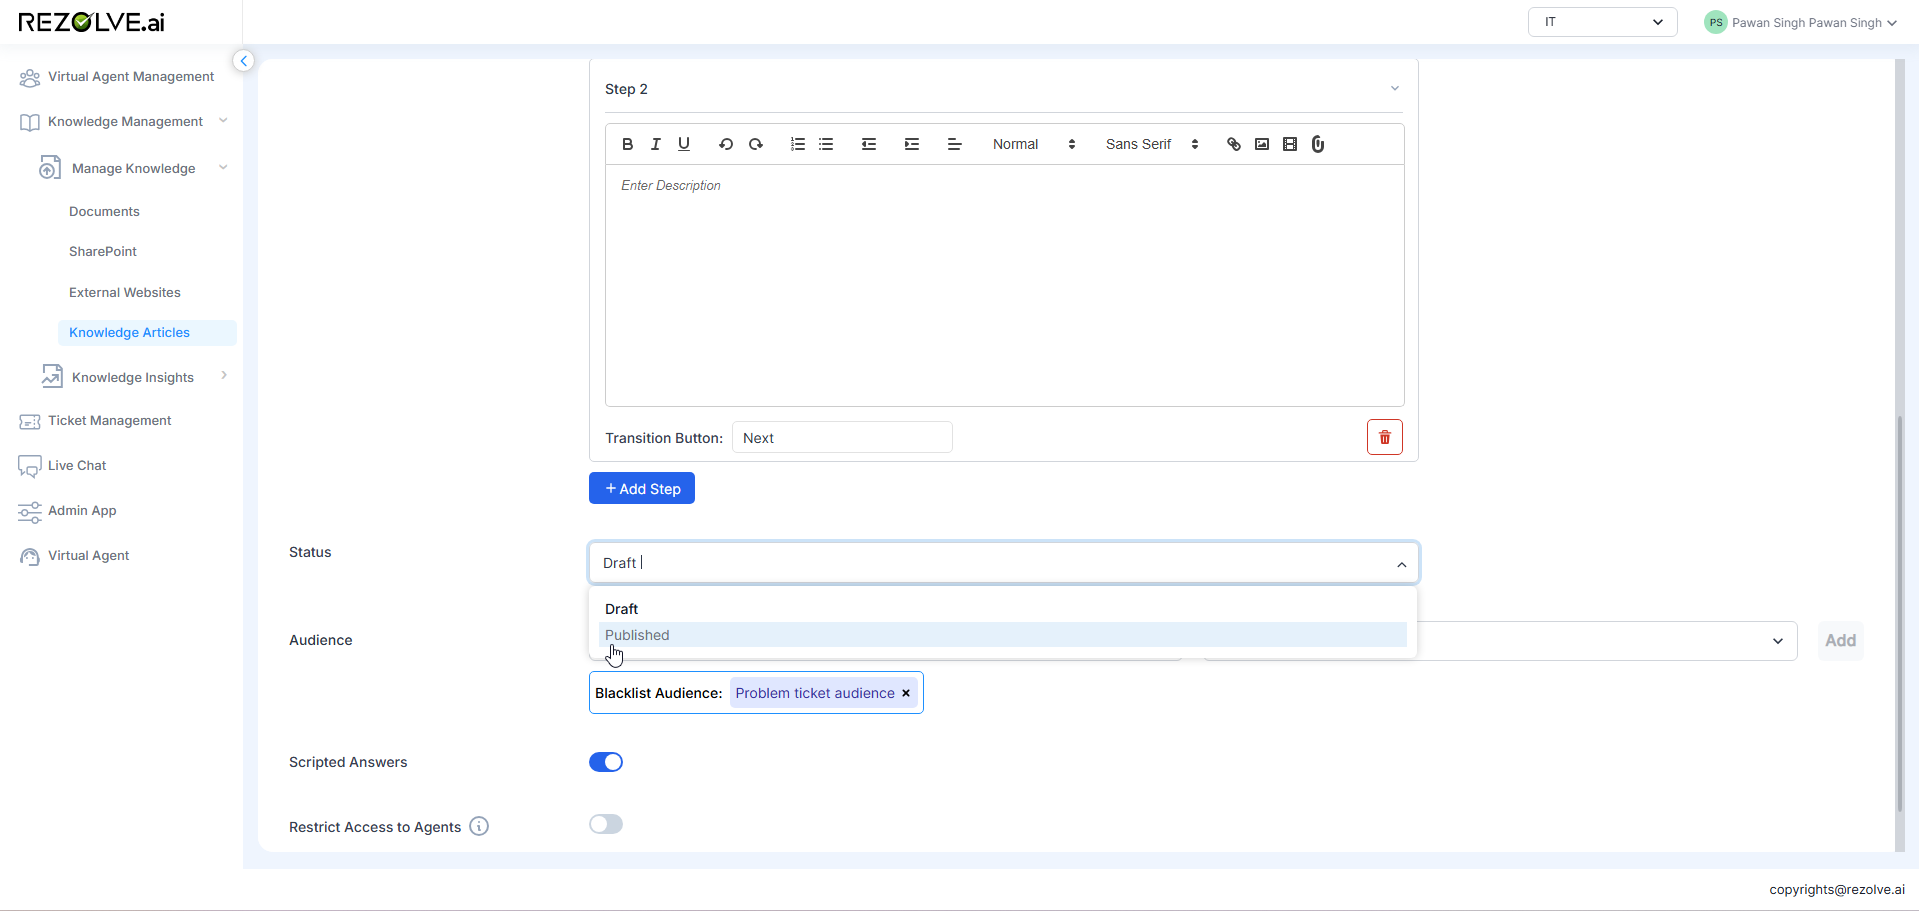 REZOLVE.ai
IT
PS Pawan Singh Pawan Singh
Virtual Agent Management
Knowledge Management
Manage Knowledge
Documents
SharePoint
External Websites
Knowledge Articles
Knowledge Insights
Ticket Management
Live Chat
Admin App
Virtual Agent
Step 2
B I U Normal Sans Serif
Enter Description
Transition Button: Next
+ Add Step
Status
Draft
Draft
Published
Audience
Add
Blacklist Audience: Problem ticket audience ×
Scripted Answers
Restrict Access to Agents
copyrights@rezolve.ai